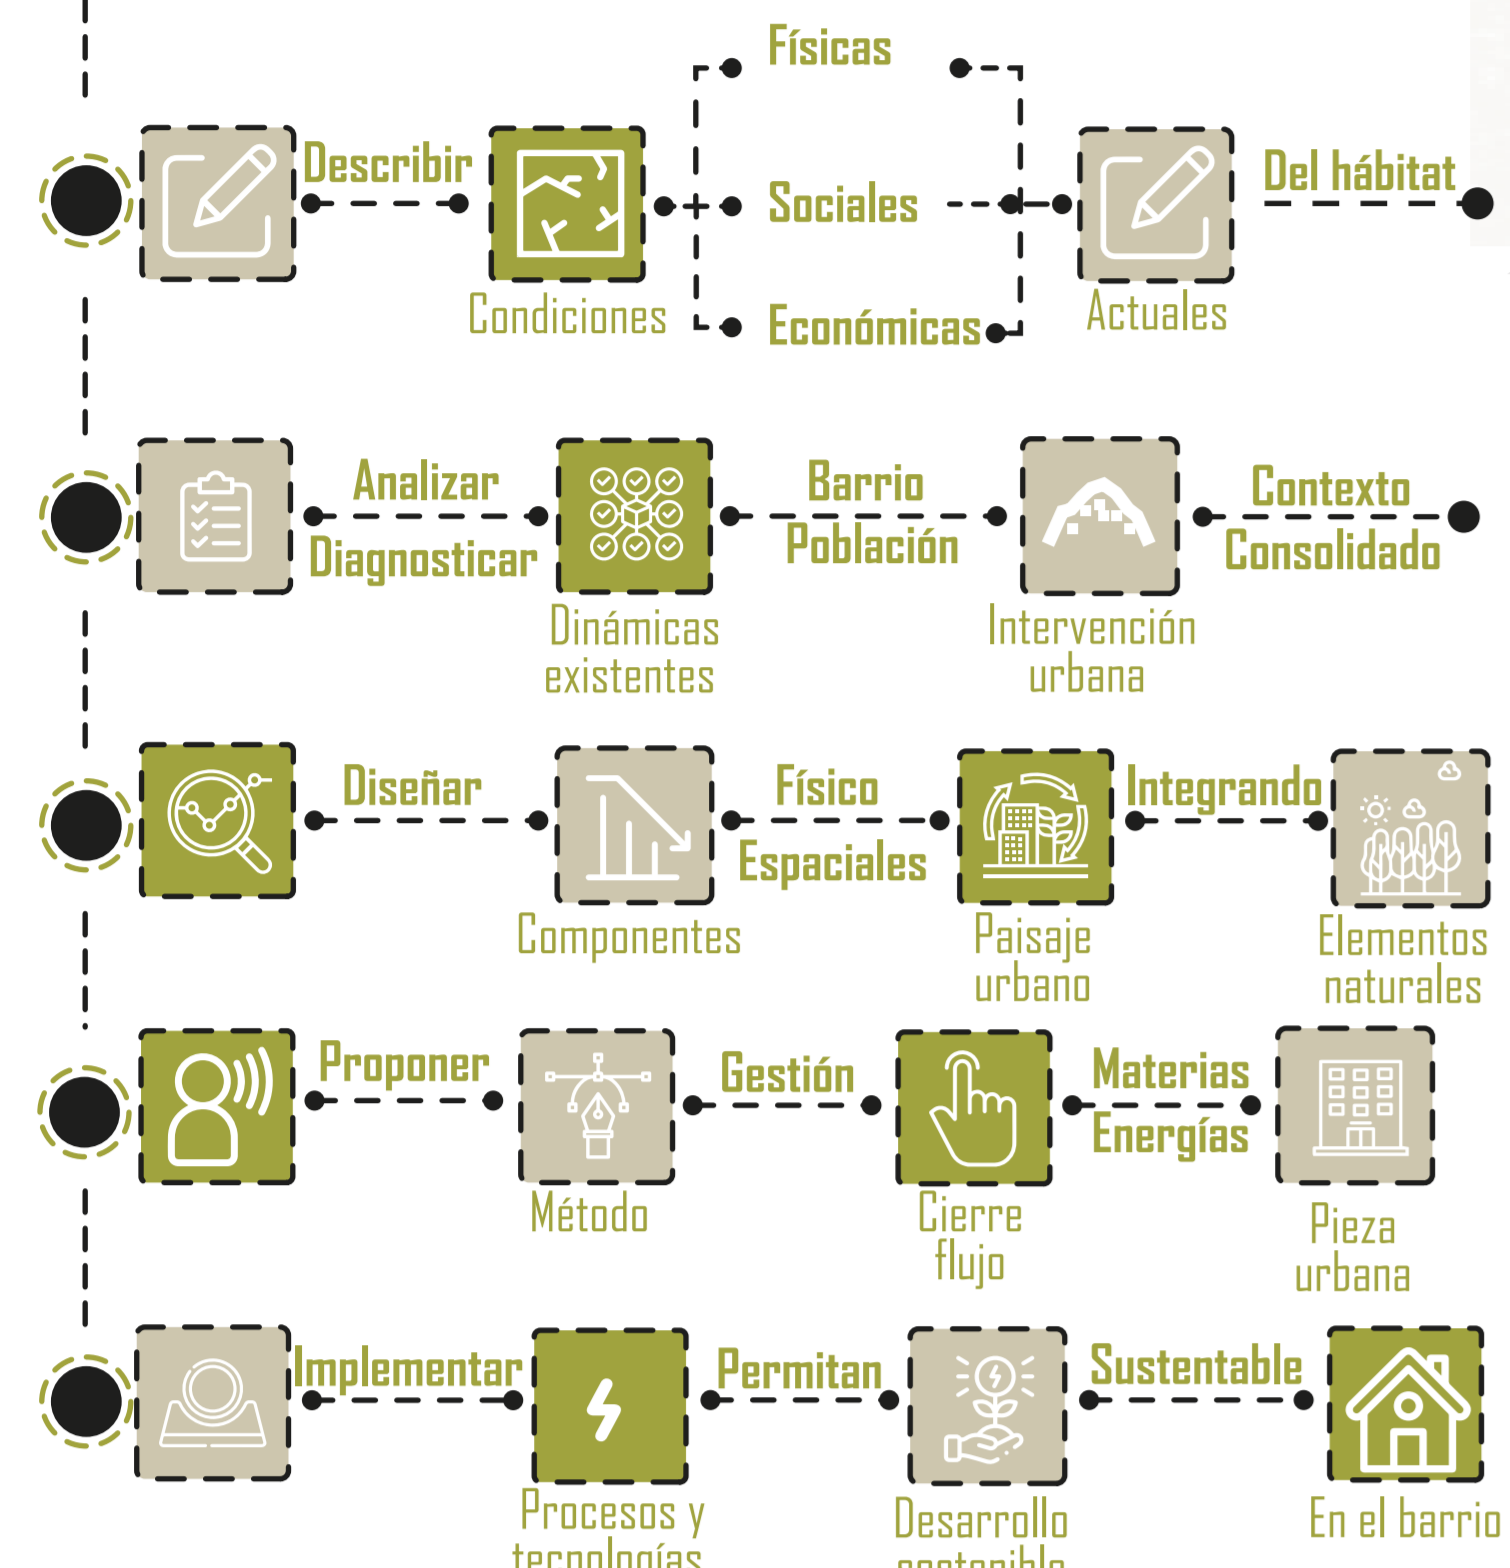 Físicas
Describir
Sociales
Del hábitat
Condiciones
Económicas
Actuales
Analizar
Diagnosticar
Barrio
Población
Contexto
Consolidado
Dinámicas
existentes
Intervención
urbana
Diseñar
Físico
Espaciales
Integrando
Componentes
Paisaje
urbano
Elementos
naturales
Proponer
Gestión
Materias
Energías
Método
Cierre
flujo
Pieza
urbana
Implementar
Permitan
Sustentable
Procesos y
tecnologías
Desarrollo
sostenible
En el barrio